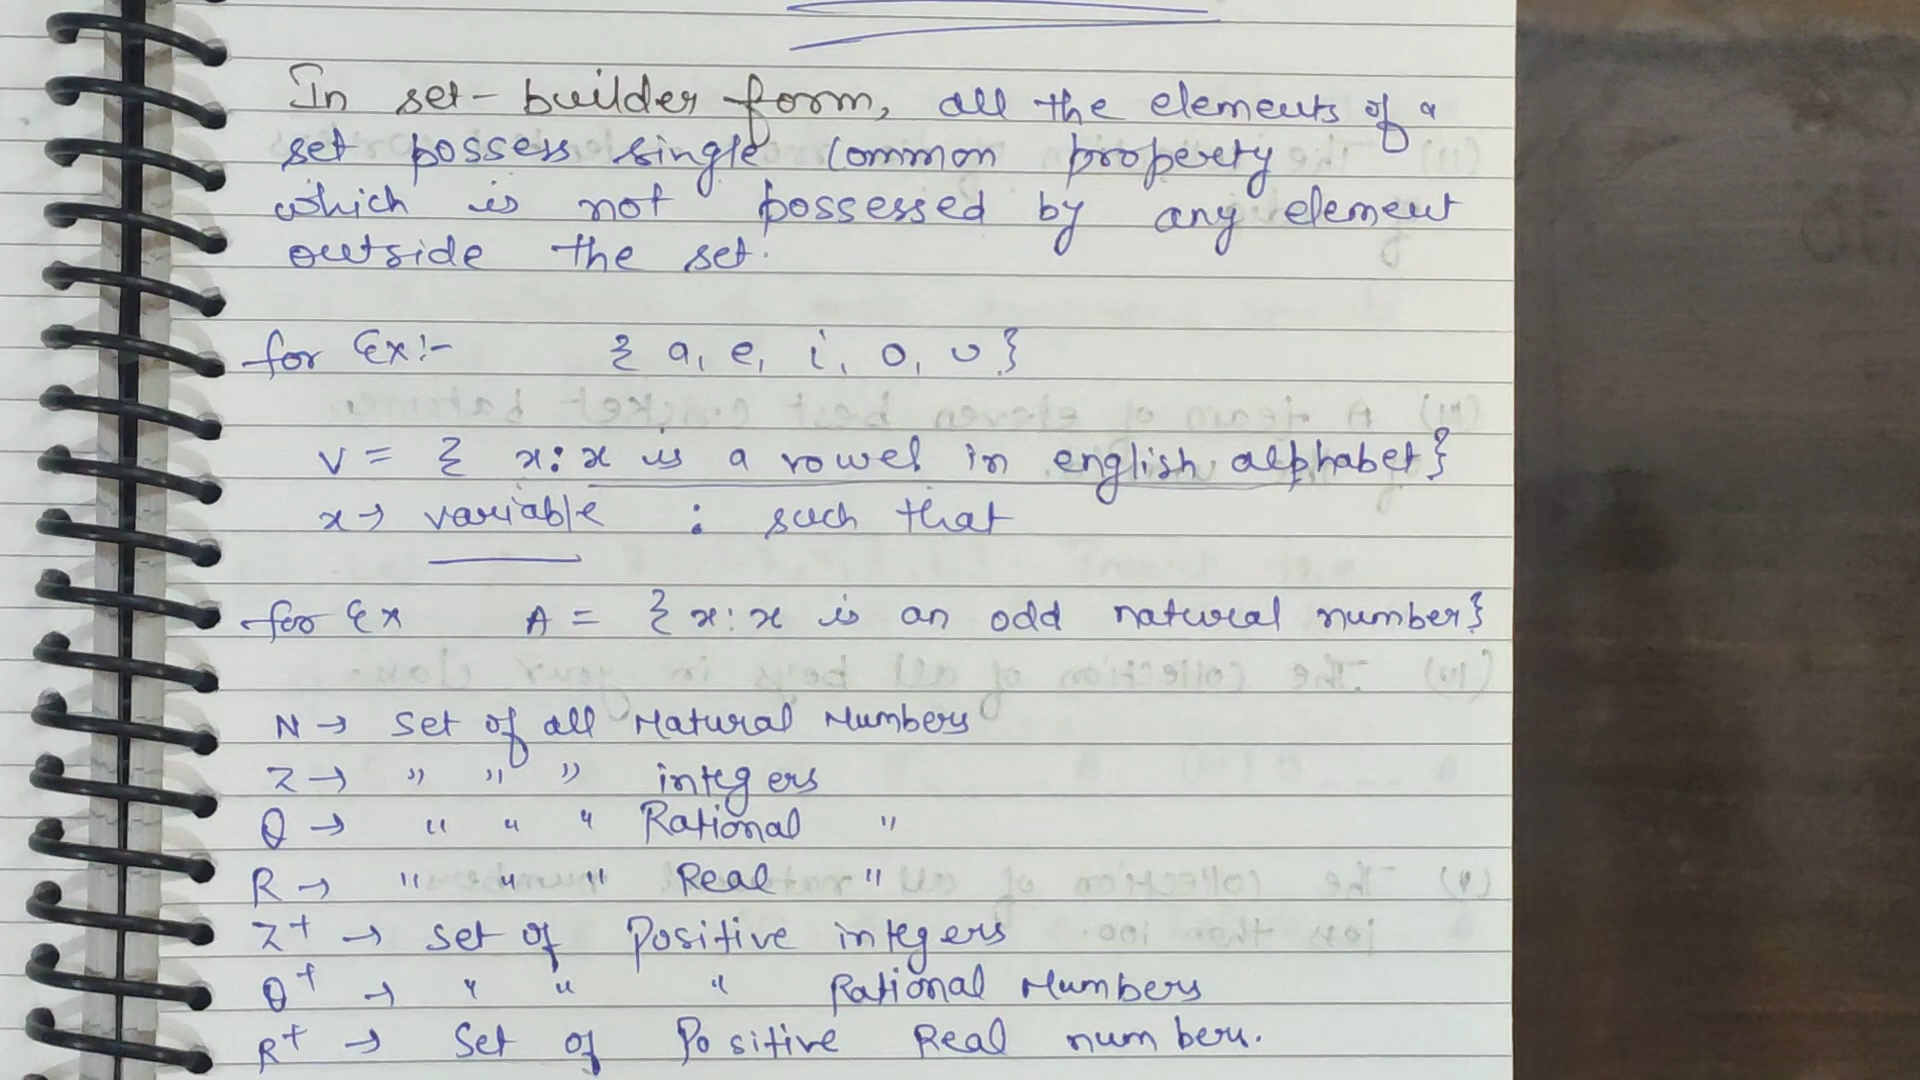 In set-builder form, all the elements of a
set possess single common property
which is not possessed by any element
outside the set.
for Ex:- { a, e, i, o, u }
V = { x : x is a vowel in english alphabet}
x → variable : such that
for Ex A = { x : x is an odd natural number}
N → Set of all Natural Numbers
Z → " " " integers
Q → " " " Rational "
R → " " " Real "
Z+ → Set of Positive integers
Q+ → " " " Rational Numbers
R+ → Set of Positive Real numbers.